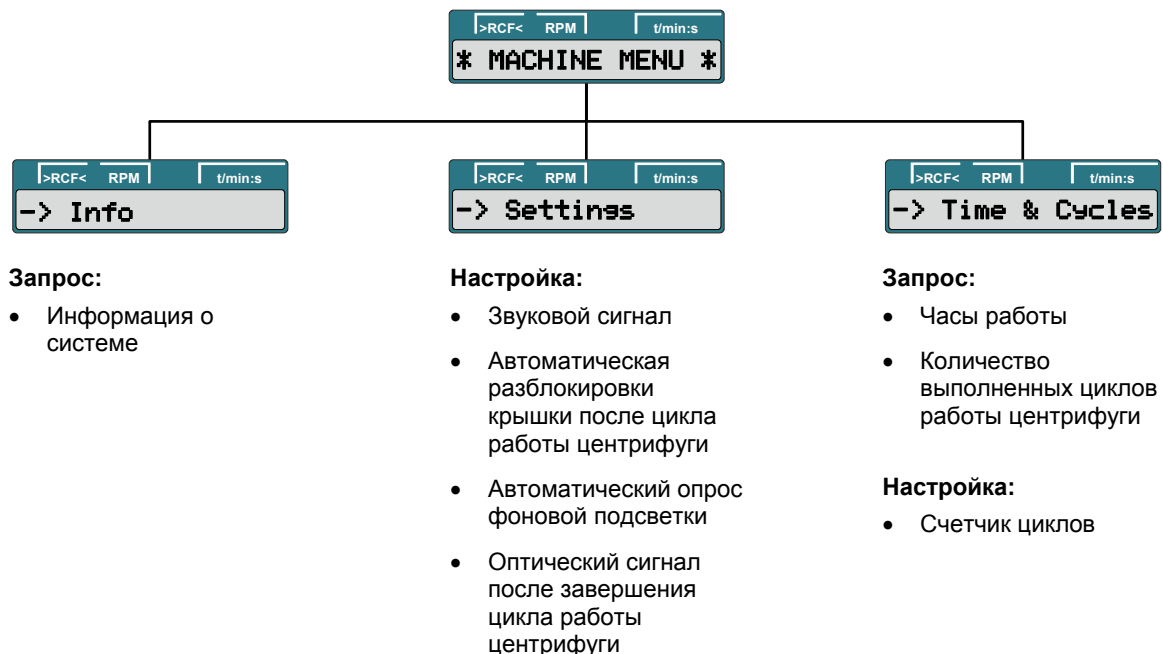 >RCF< RPM t/min:s
* MACHINE MENU *
>RCF< RPM t/min:s
-> Info
>RCF< RPM t/min:s
-> Settings
>RCF< RPM t/min:s
-> Time & Cycles
Запрос:
• Информация о
системе
Настройка:
• Звуковой сигнал
• Автоматическая
разблокировки
крышки после цикла
работы центрифуги
• Автоматический опрос
фоновой подсветки
• Оптический сигнал
после завершения
цикла работы
центрифуги
Запрос:
• Часы работы
• Количество
выполненных циклов
работы центрифуги
Настройка:
• Счетчик циклов